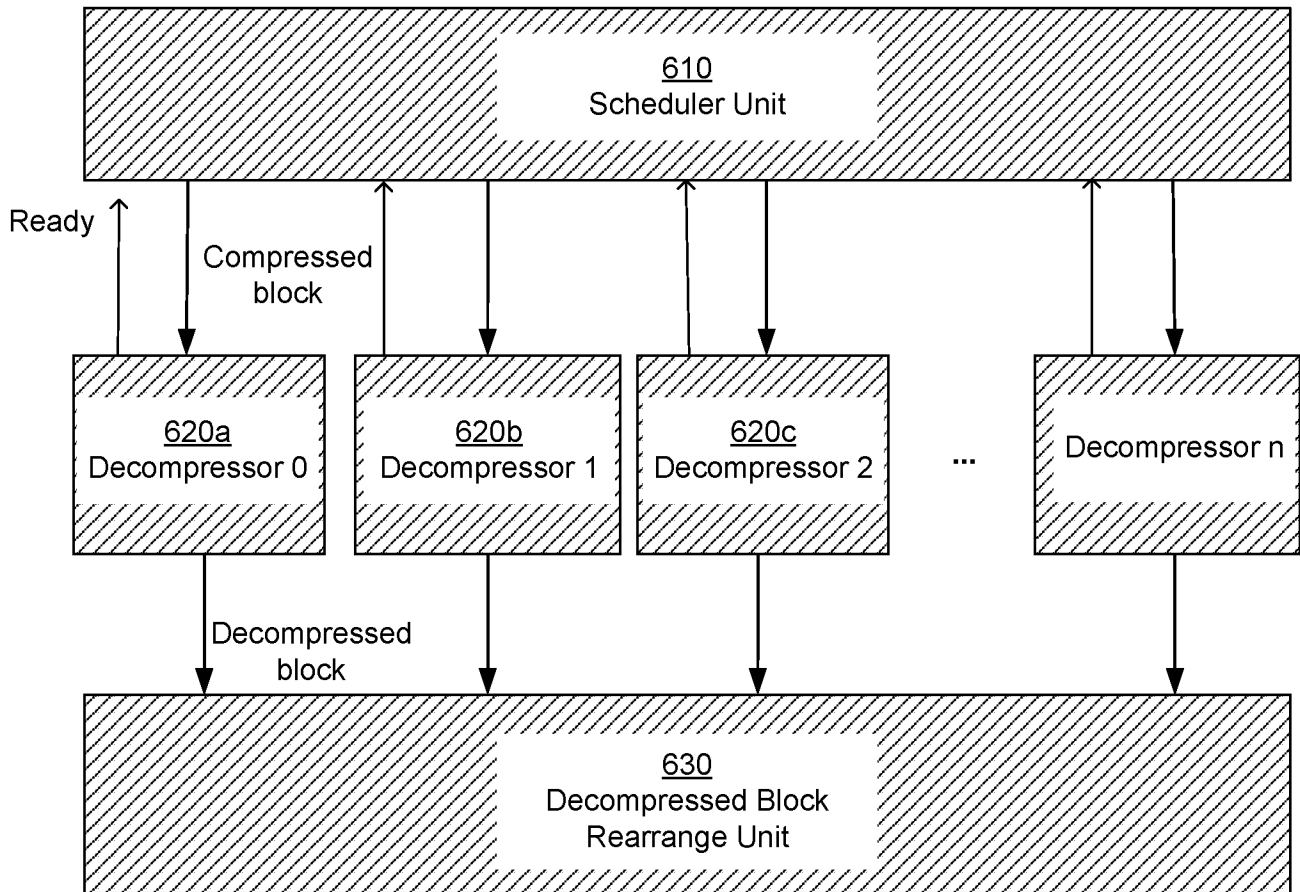 610
Scheduler Unit
Ready
Compressed
block
620a
Decompressor 0
620b
Decompressor 1
620c
Decompressor 2
...
Decompressor n
Decompressed
block
630
Decompressed Block
Rearrange Unit